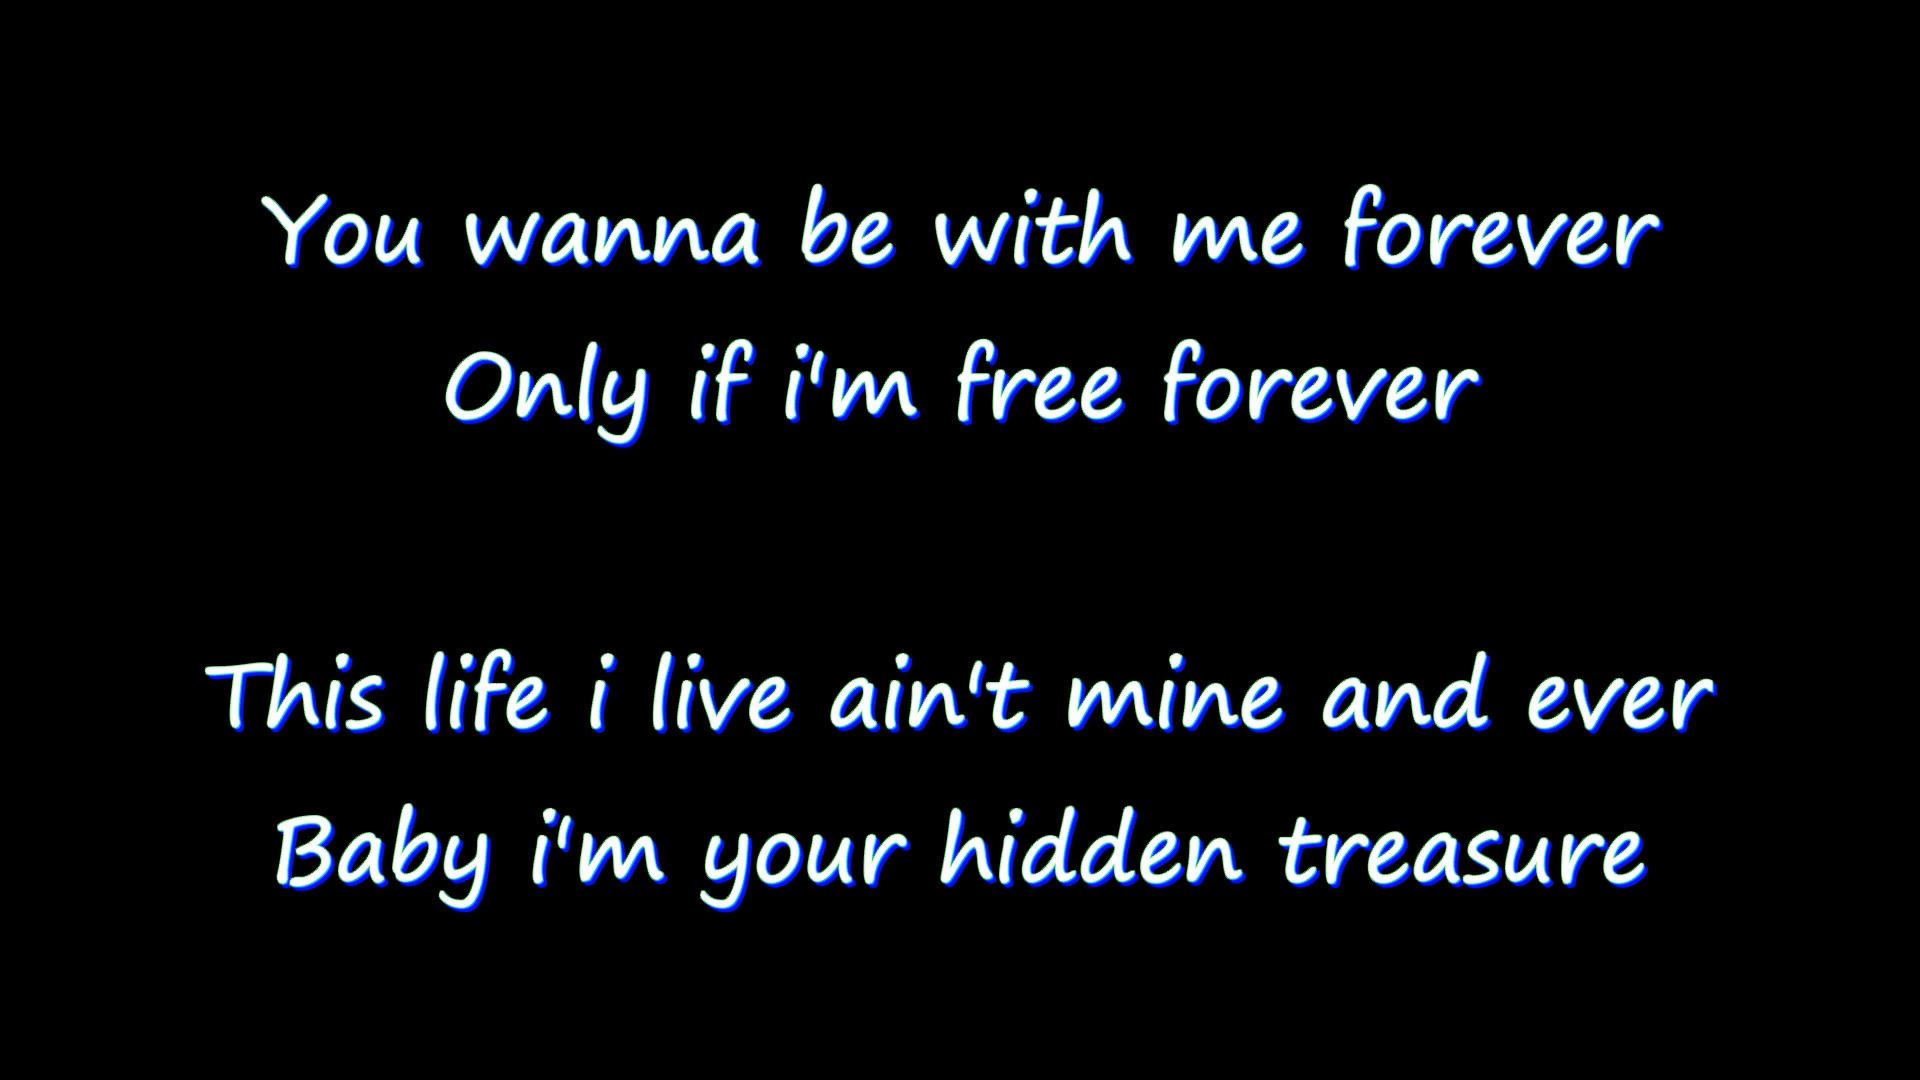 You wanna be with me forever
Only if i'm free forever
This life i live ain't mine and ever
Baby i'm your hidden treasure